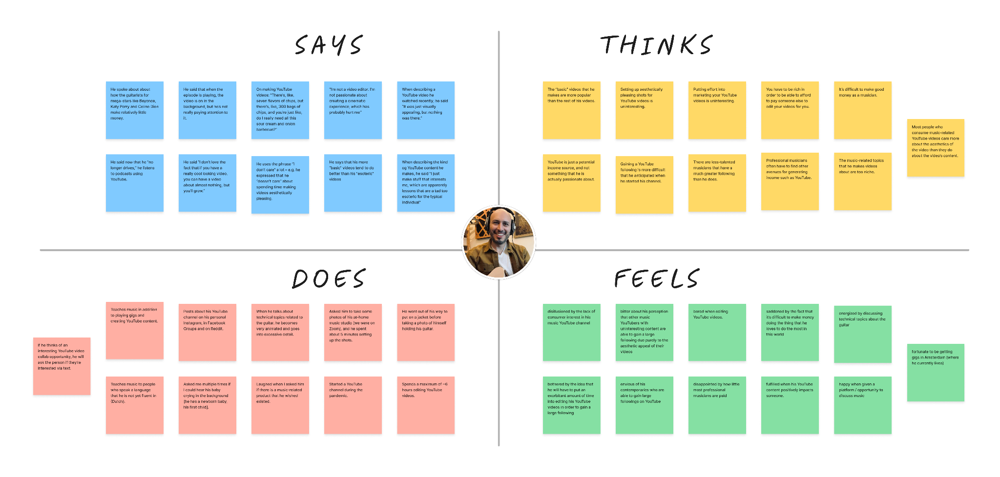 SAYS
He spoke about about
how the guitarists for
mega-stars like Beyonce,
Katy Perry and Celine Dion
make relatively little
money.
He said that when the
episode is playing, the
video is on in the
background, but he's not
really paying attention to
it.
On making YouTube
videos: "There's, like,
seven flavors of chips, but
there's, like, 300 bags of
chips, and you're just like,
do I really need all this
sour cream and onion
barbecue?"
"I'm not a video editor. I'm
not passionate about
creating a cinematic
experience, which has
probably hurt me"
When describing a
YouTube video he
watched recently, he said
"It was just visually
appealing, but nothing
was there."
He said now that he "no
longer drives," he listens
to podcasts using
YouTube.
He said "I don't love the
fact that if you have a
really cool looking video,
you can have a video
about almost nothing, but
you'll grow."
He uses the phrase "I
don't care" a lot – e.g. he
expressed that he
"doesn't care" about
spending time making
videos aesthetically
pleasing.
He says that his more
"basic" videos tend to do
better than his "esoteric"
videos
When describing the kind
og YouTube content he
makes, he said "I just
make stuff that interests
me, which are apparently
lessons that are a tad too
esoteric for the typical
individual"
THINKS
The "basic" videos that he
makes are more popular
than the rest of his videos.
Setting up aesthetically
pleasing shots for
YouTube videos is
uninteresting.
Putting effort into
marketing your YouTube
videos is uninteresting.
You have to be rich in
order to be able to afford
to pay someone else to
edit your videos for you.
It's difficult to make good
money as a musician.
Most people who
consume music-related
YouTube videos care more
about the aesthetics of
the video than they do
about the video's content.
YouTube is just a potential
income source, and not
something that he is
actually passionate about.
Gaining a YouTube
following is more difficult
that he anticipated when
he started his channel.
There are less-talented
musicians that have a
much greater following
than he does.
Professional musicians
often have to find other
avenues for generating
income such as YouTube.
The music-related topics
that he makes videos
about are too niche.
DOES
Teaches music in addition
to playing gigs and
creating YouTube content.
Posts about his YouTube
channel on his personal
Instagram, in Facebook
Groups and on Reddit.
When he talks about
technical topics related to
the guitar, he becomes
very animated and goes
into excessive detail.
Asked him to take some
photos of his at-home
music studio [we were on
Zoom], and he spent
about 5 minutes setting
up the shots.
He went out of his way to
put on a jacket before
taking a photo of himself
holding his guitar.
If he thinks of an
interesting YouTube video
collab opportunity, he will
ask the person if they're
interested via text.
Teaches music to people
who speak a language
that he is not yet fluent in
(Dutch).
Asked me multiple times if
I could hear his baby
crying in the background
[he has a newborn baby,
his first child].
Laughed when I asked him
if there is a music-related
product that he wished
existed.
Started a YouTube
channel during the
pandemic.
Spends a maximum of ~6
hours editing YouTube
videos.
FEELS
disillusioned by the lack of
consumer interest in his
music YouTube channel
bitter about his perception
that other music
YouTubers with
uninteresting content are
able to gain a large
following due purely to the
aesthetic appeal of their
videos
bored when editing
YouTube videos.
saddened by the fact that
it's difficult to make money
doing the thing that he
loves to do the most in
this world
energized by discussing
technical topics about the
guitar
fortunate to be getting
gigs in Amsterdam [where
he currently lives]
bothered by the idea that
he will have to put an
exorbitant amount of time
into editing his YouTube
videos in order to gain a
large following
envious of his
contemporaries who are
able to gain large
followings on YouTube
disappointed by how little
most professional
musicians are paid
fulfilled when his YouTube
content positively impacts
someone.
happy when given a
platform / opportunity to
discuss music